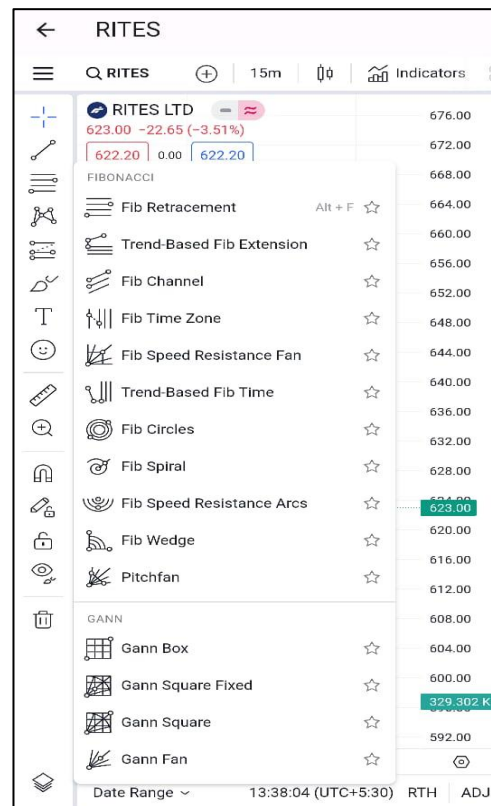 RITES
RITES
15m
Indicators
RITES LTD
623.00 −22.65 (−3.51%)
622.20 0.00 622.20
FIBONACCI
Fib Retracement Alt + F
Trend-Based Fib Extension
Fib Channel
Fib Time Zone
Fib Speed Resistance Fan
Trend-Based Fib Time
Fib Circles
Fib Spiral
Fib Speed Resistance Arcs
Fib Wedge
Pitchfan
GANN
Gann Box
Gann Square Fixed
Gann Square
Gann Fan
676.00
672.00
668.00
664.00
660.00
656.00
652.00
648.00
644.00
640.00
636.00
632.00
628.00
623.00
620.00
616.00
612.00
608.00
604.00
600.00
329.302 K
592.00
Date Range 13:38:04 (UTC+5:30) RTH ADJ